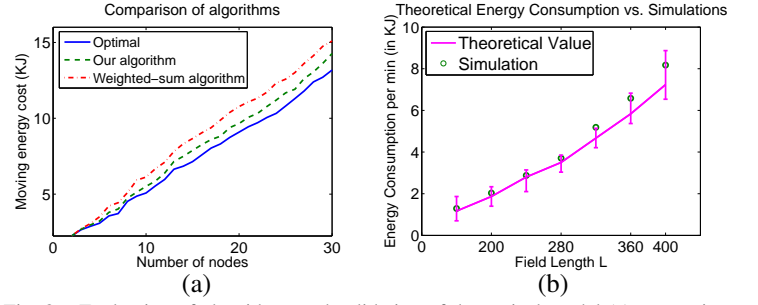 Comparison of algorithms
Moving energy cost (KJ)
15
10
5
Optimal
Our algorithm
Weighted−sum algorithm
0 10 20 30
Number of nodes
(a)
Theoretical Energy Consumption vs. Simulations
Energy Consumption per min (in KJ)
10
8
6
4
2
0
Theoretical Value
Simulation
0 200 280 360 400
Field Length L
(b)